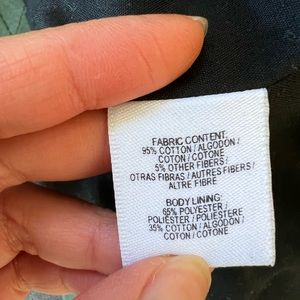 FABRIC CONTENT:
95% COTTON / ALGODON /
COTON / COTONE
5% OTHER FIBERS /
OTRAS FIBRAS / AUTRES FIBERS /
ALTRE FIBRE
BODY LINING:
65% POLYESTER /
POLIESTER / POLIESTERE
35% COTTON / ALGODON /
COTON / COTONE